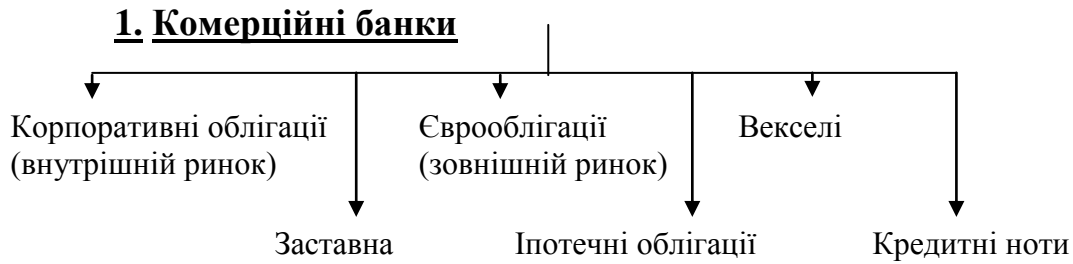 1. Комерційні банки
Корпоративні облігації
(внутрішній ринок)
Єврооблігації
(зовнішній ринок)
Векселі
Заставна
Іпотечні облігації
Кредитні ноти